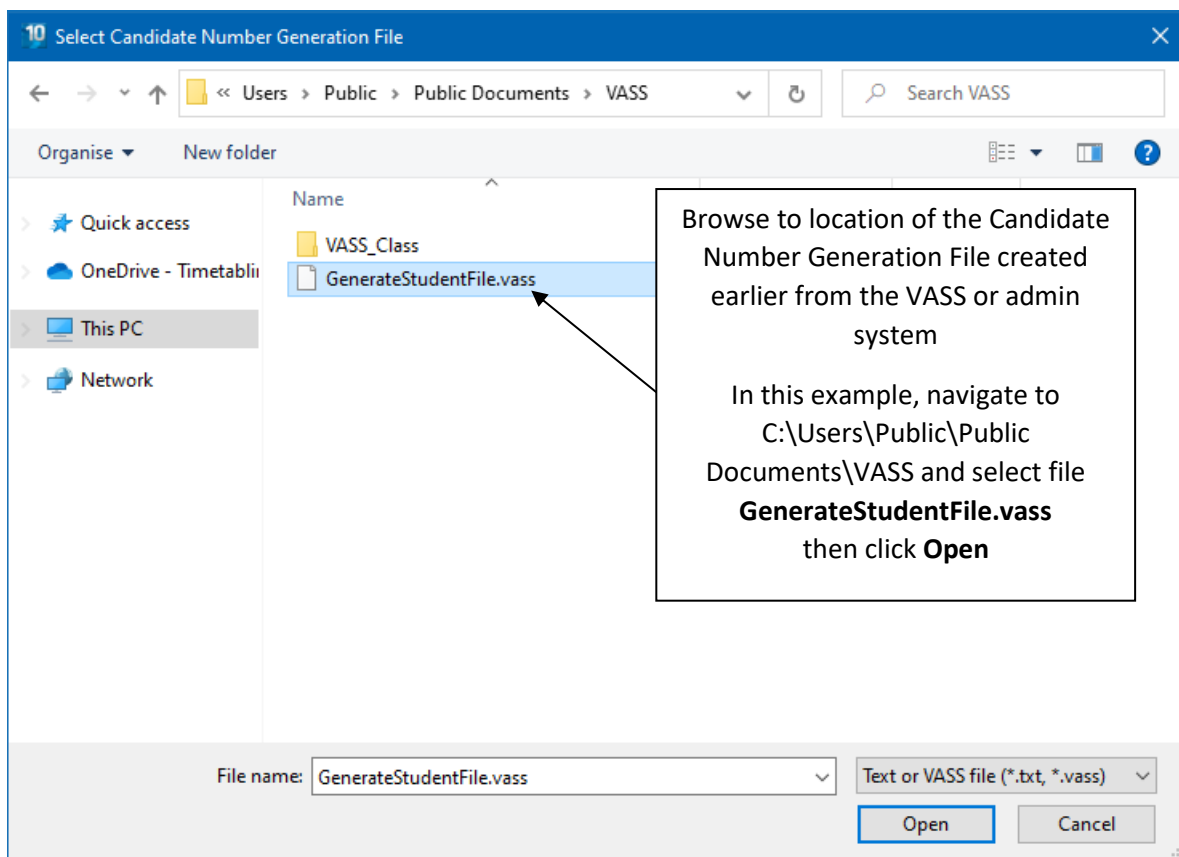 10 Select Candidate Number Generation File
« Users > Public > Public Documents > VASS
Search VASS
Organise
New folder
Name
Quick access
VASS_Class
OneDrive - Timetablin
GenerateStudentFile.vass
This PC
Network
Browse to location of the Candidate
Number Generation File created
earlier from the VASS or admin
system
In this example, navigate to
C:\Users\Public\Public
Documents\VASS and select file
GenerateStudentFile.vass
then click Open
File name: GenerateStudentFile.vass
Text or VASS file (*.txt, *.vass)
Open
Cancel